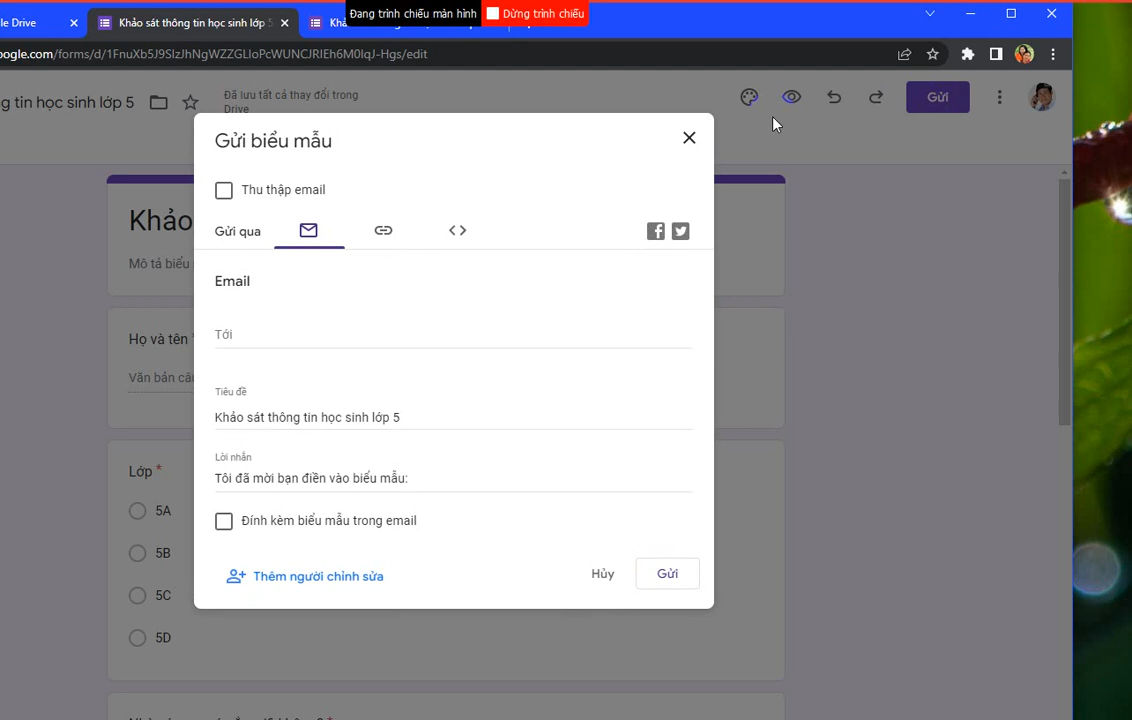 Đang trình chiếu màn hình
Dừng trình chiếu
le Drive
Khảo sát thông tin học sinh lớp 5
oogle.com/forms/d/1FnuXb5J9SlzJhNgWZZGLIoPcWUNCJRIEh6M0IqJ-Hgs/edit
g tin học sinh lớp 5
Đã lưu tất cả thay đổi trong
Drive
Gửi
Gửi biểu mẫu
Thu thập email
Gửi qua
Khảo
Mô tả biểu
Email
Họ và tên *
Tới
Văn bản câ
Tiêu đề
Khảo sát thông tin học sinh lớp 5
Lời nhắn
Lớp *
Tôi đã mời bạn điền vào biểu mẫu:
5A
Đính kèm biểu mẫu trong email
5B
Thêm người chỉnh sửa
Hủy
Gửi
5C
5D